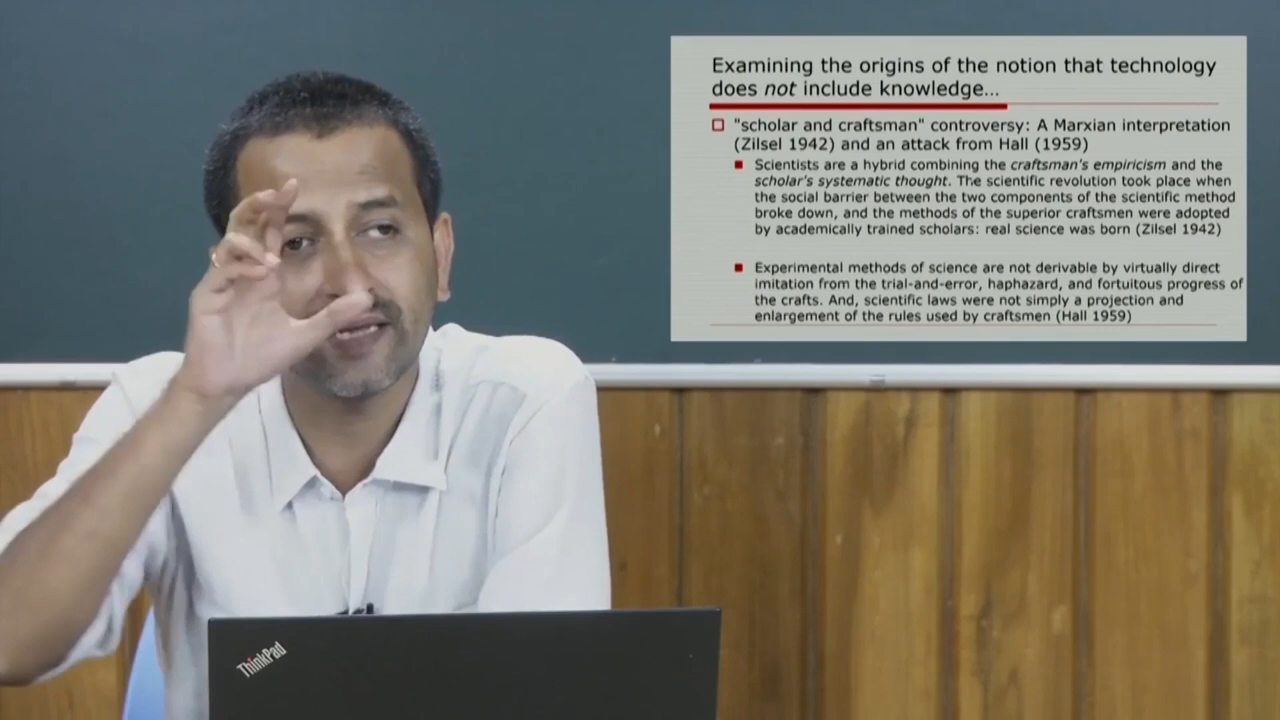 Examining the origins of the notion that technology
does not include knowledge...
"scholar and craftsman" controversy: A Marxian interpretation
(Zilsel 1942) and an attack from Hall (1959)
Scientists are a hybrid combining the craftsman's empiricism and the
scholar's systematic thought. The scientific revolution took place when
the social barrier between the two components of the scientific method
broke down, and the methods of the superior craftsmen were adopted
by academically trained scholars: real science was born (Zilsel 1942)
Experimental methods of science are not derivable by virtually direct
imitation from the trial-and-error, haphazard, and fortuitous progress of
the crafts. And, scientific laws were not simply a projection and
enlargement of the rules used by craftsmen (Hall 1959)
ThinkPad